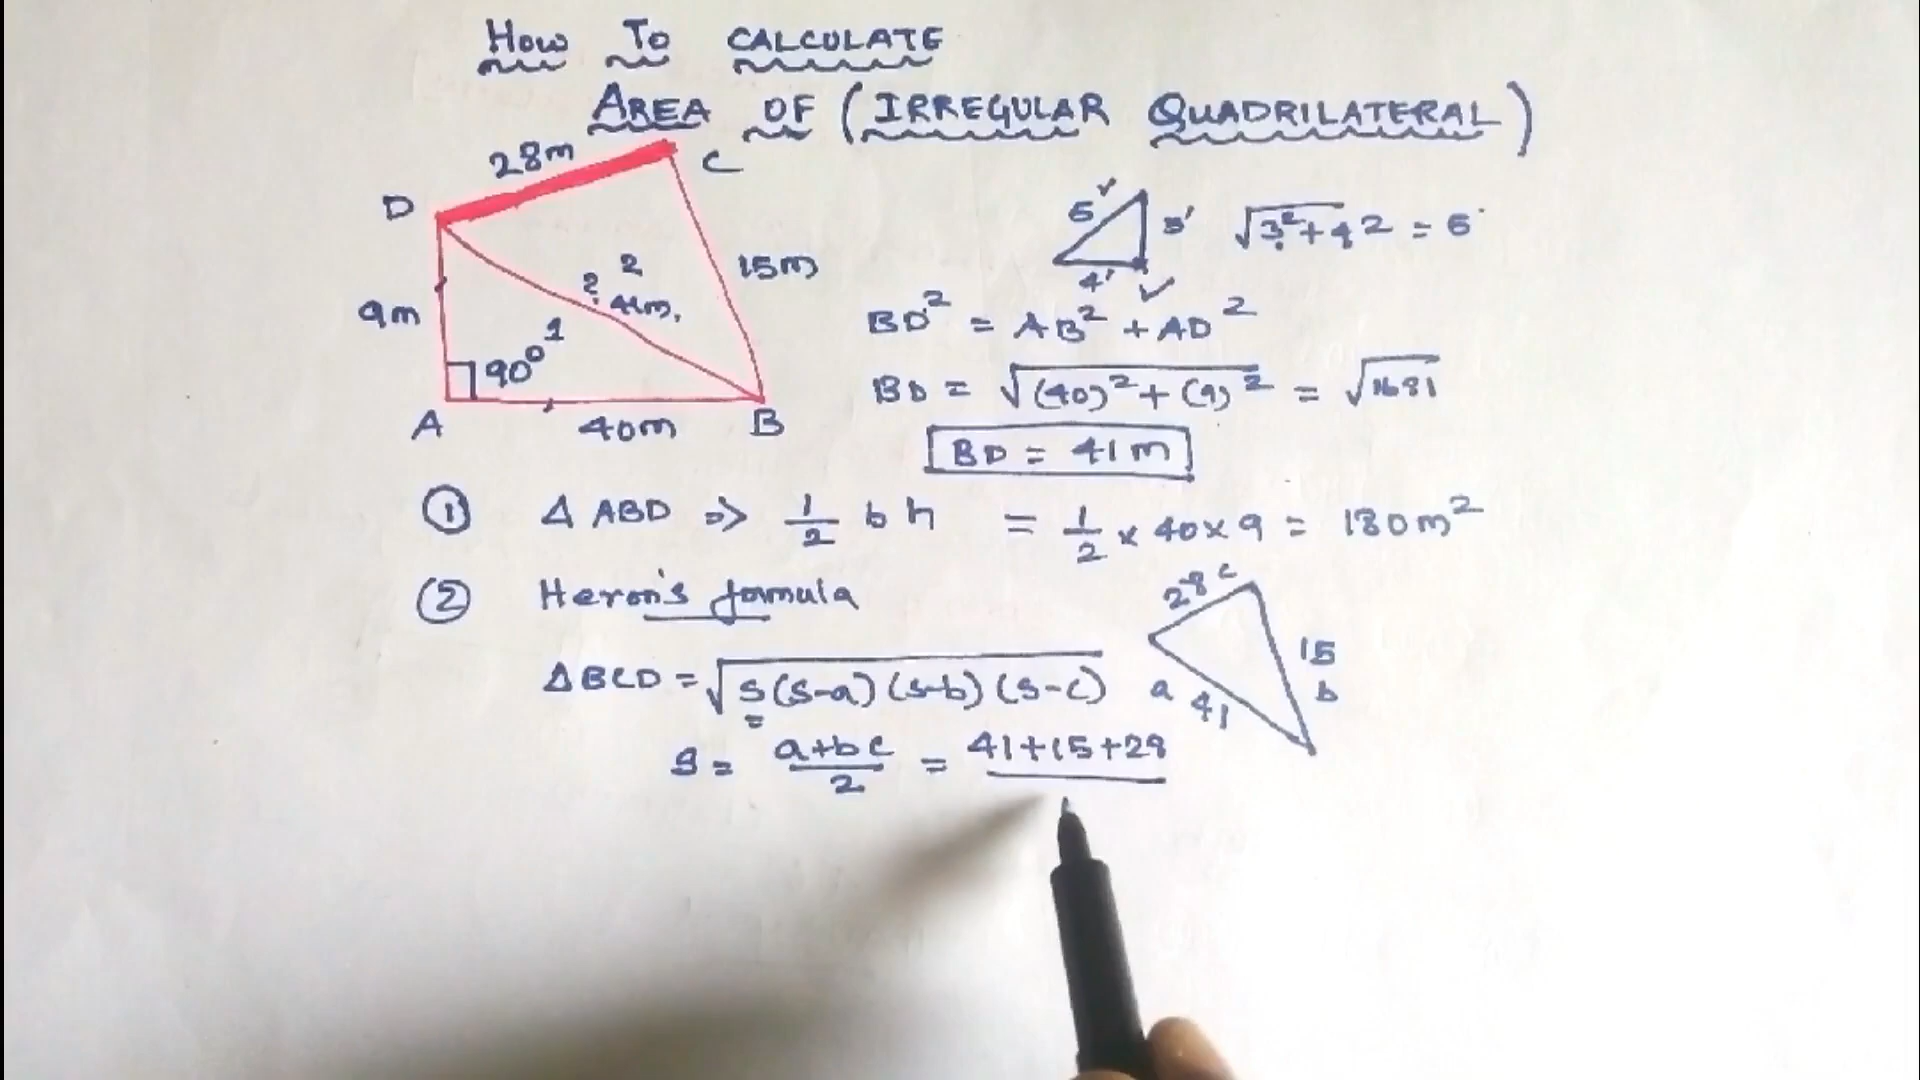 How To CALCULATE
AREA OF (IRREGULAR QUADRILATERAL)
28m
C
D
5 3' √3²+42 = 5
2
15m
? 41m.
4'
9m
1
BD² = AB² + AD²
90°
BD = √(40)² + (9)² = √1681
A 40m B
BD = 41m
① Δ ABD ⇒ 1/2 b h = 1/2 × 40 × 9 = 180m²
② Heron's formula
28 c
15
b
a 41
ΔBCD = √S(S-a)(S-b)(S-c)
S = a+b c/2 = 41+15+28